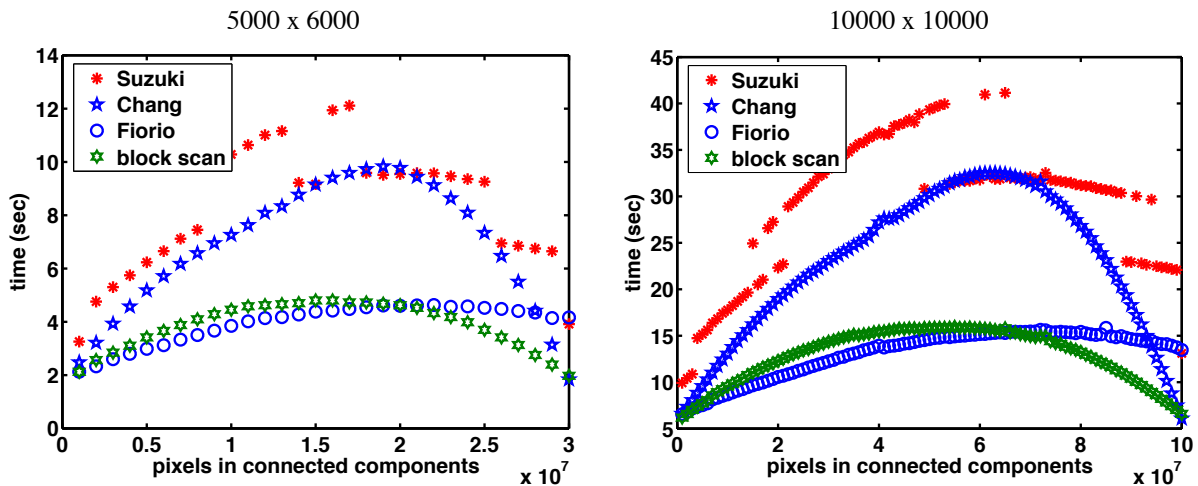 5000 x 6000
14
12
10
8
6
4
2
0
time (sec)
Suzuki
Chang
Fiorio
block scan
0
0.5
1.0
1.5
2.0
2.5
3.0
pixels in connected components
x 10^7
10000 x 10000
45
40
35
30
25
20
15
10
5
time (sec)
Suzuki
Chang
Fiorio
block scan
0
2
4
6
8
10
pixels in connected components
x 10^7